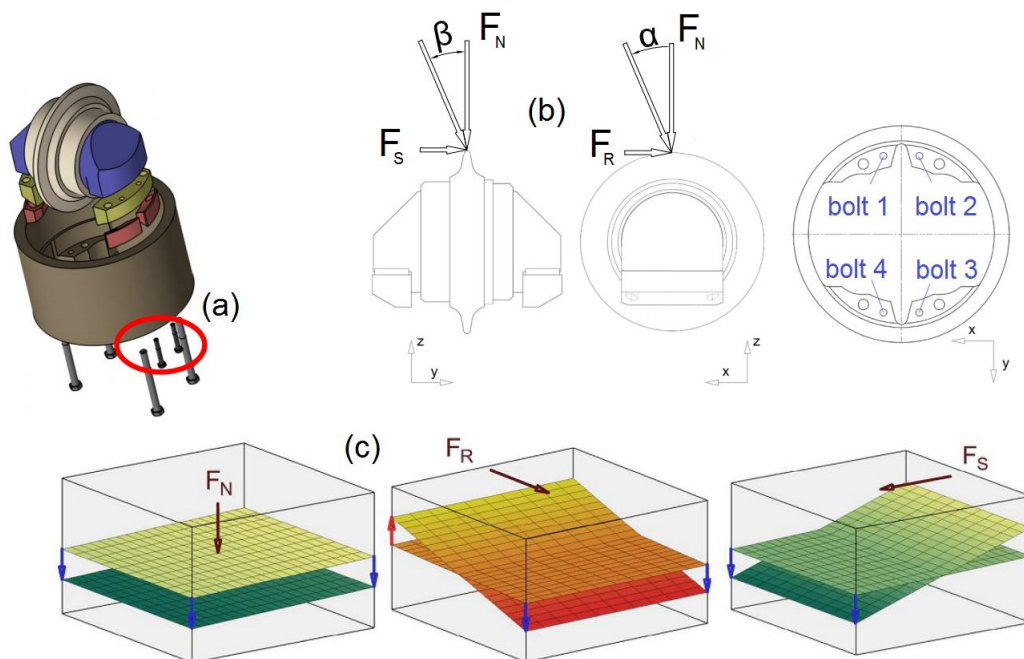 (a)
β
F_N
F_S
(b)
α
F_N
F_R
z
y
z
x
bolt 1
bolt 2
bolt 4
bolt 3
x
y
(c)
F_N
F_R
F_S